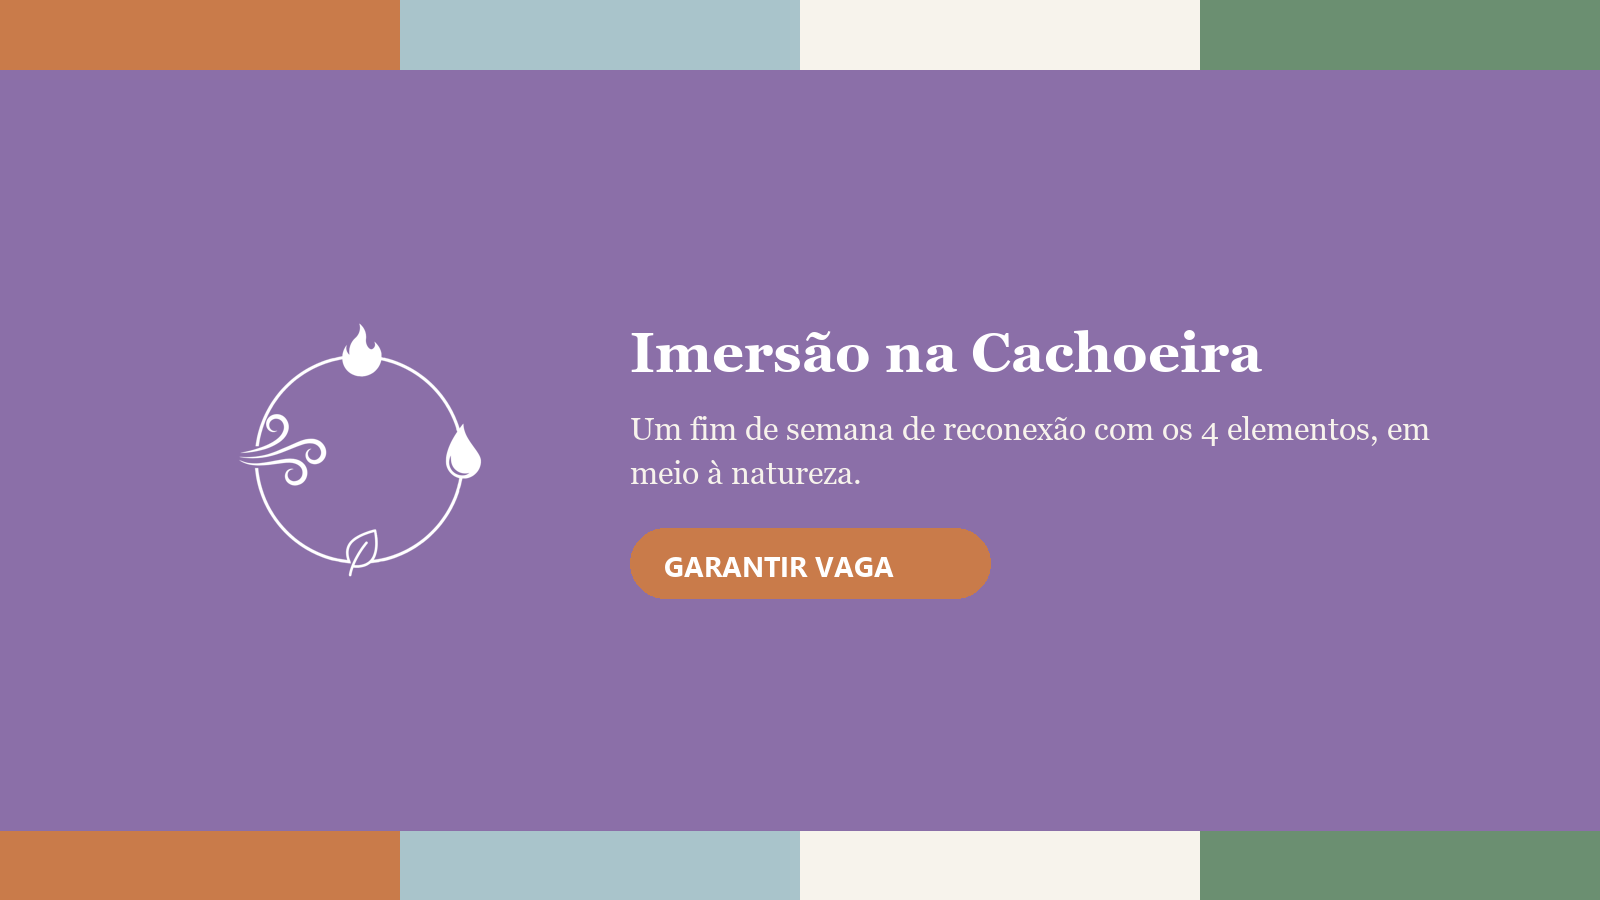 Imersão na Cachoeira
Um fim de semana de reconexão com os 4 elementos, em
meio à natureza.
GARANTIR VAGA